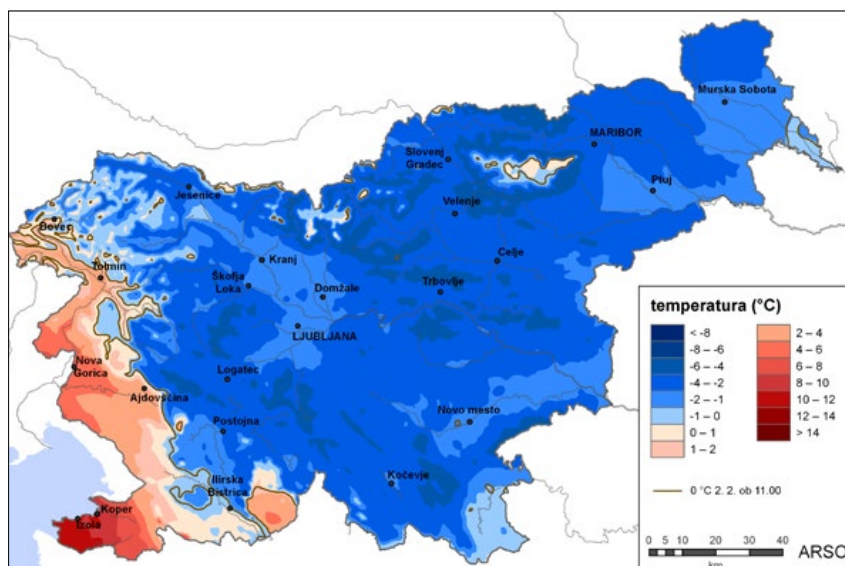 Murska Sobota
MARIBOR
Slovenj
Gradec
Ptuj
Jesenice
Velenje
Bovec
Kranj
Celje
Tolmin
Škofja
Loka
Domžale
Trbovlje
LJUBLJANA
Nova
Gorica
Logatec
Ajdovščina
Postojna
Novo mesto
Ilirska
Bistrica
Kočevje
Koper
Izola
temperatura (°C)
< -8
-8 – -6
-6 – -4
-4 – -2
-2 – -1
-1 – 0
0 – 1
1 – 2
2 – 4
4 – 6
6 – 8
8 – 10
10 – 12
12 – 14
> 14
0 °C 2. 2. ob 11.00
0 5 10 20 30 40
km
ARSO